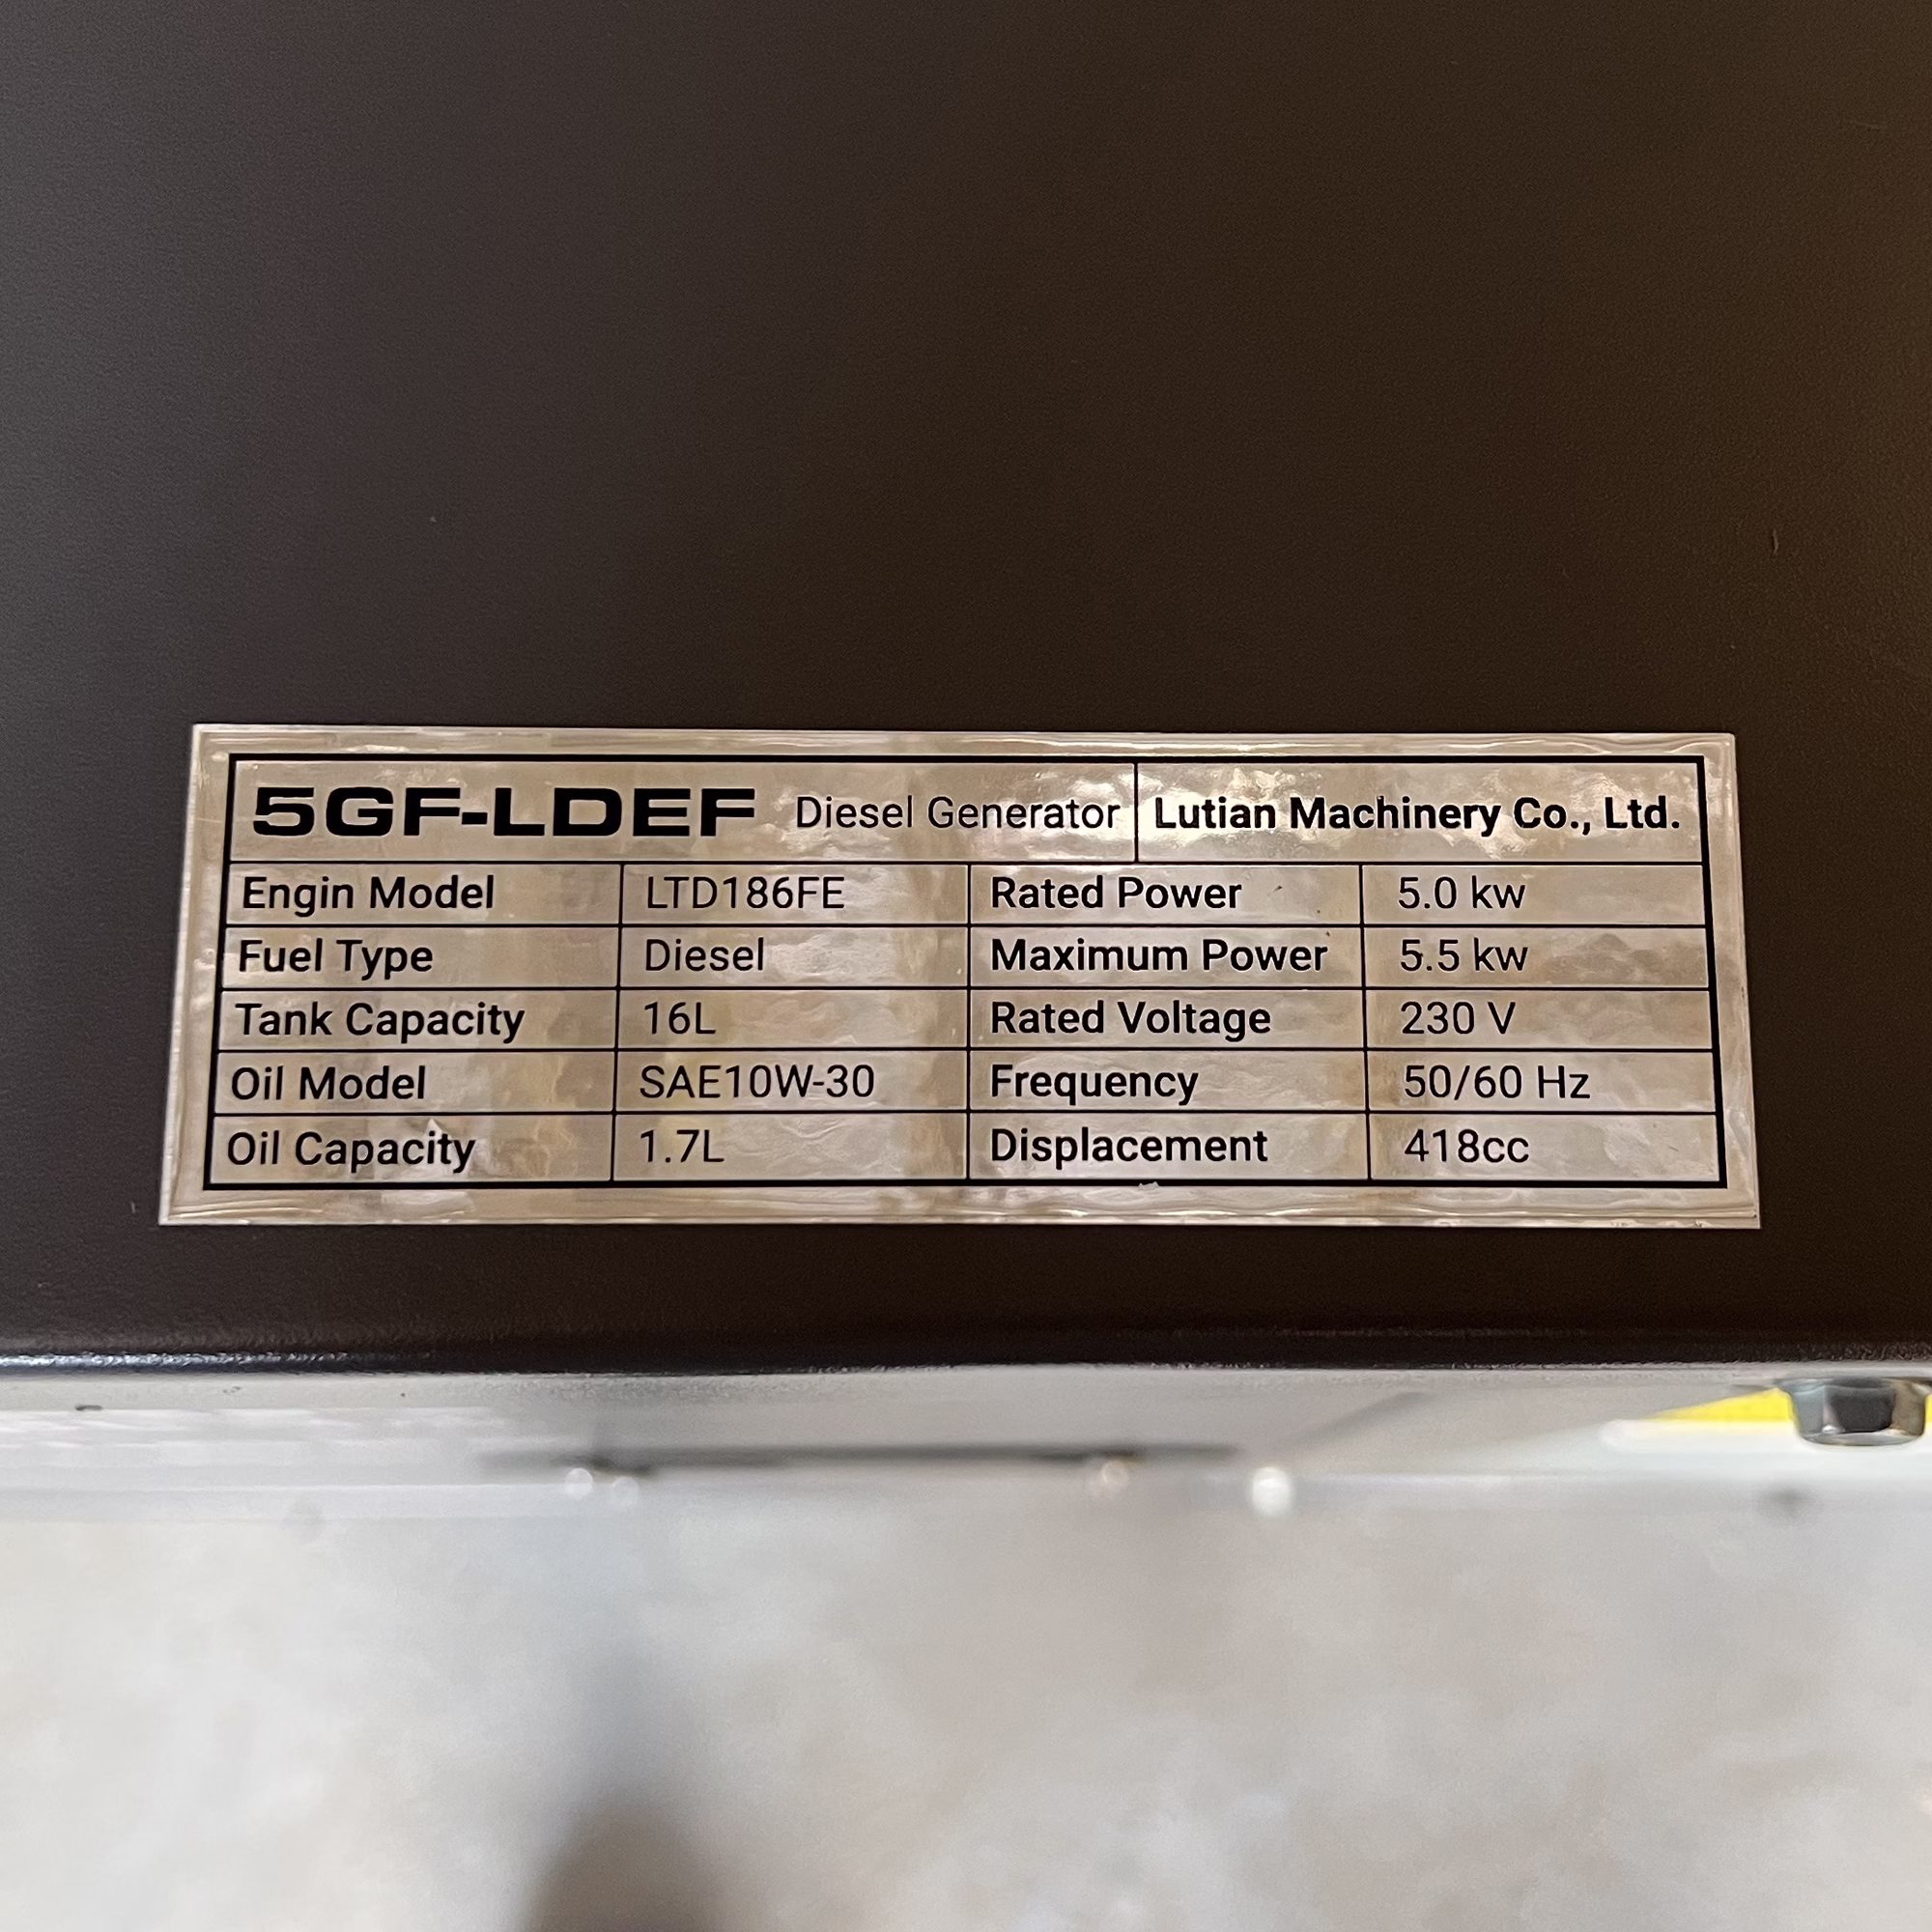 5GF-LDEF Diesel Generator Lutian Machinery Co., Ltd.
Engin Model LTD186FE Rated Power 5.0 kw
Fuel Type Diesel Maximum Power 5.5 kw
Tank Capacity 16L Rated Voltage 230 V
Oil Model SAE10W-30 Frequency 50/60 Hz
Oil Capacity 1.7L Displacement 418cc